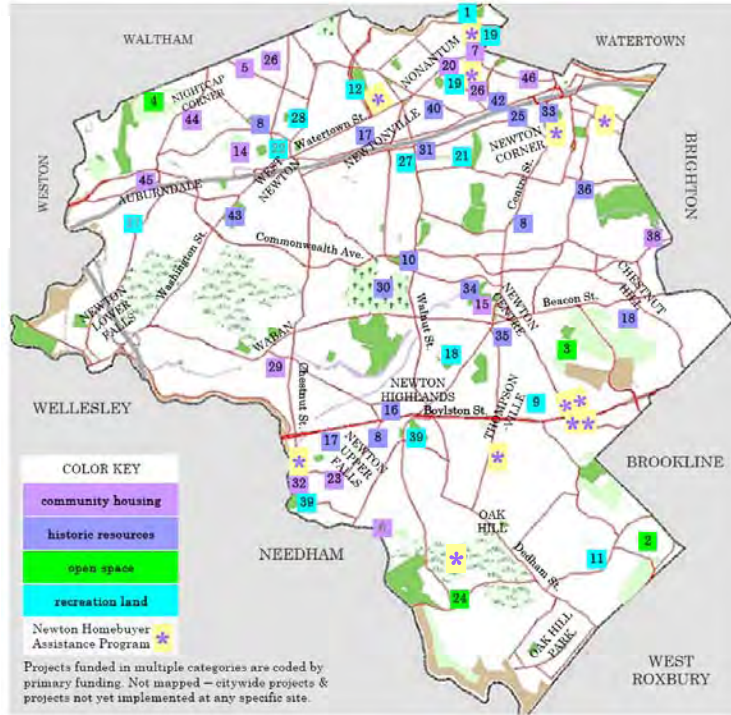 1
WALTHAM
19
WATERTOWN
NONANTUM
7
26
5
20
46
NIGHTCAP
CORNER
12
19
26
4
28
42
40
44
8
Watertown St.
25
33
17
NEWTONVILLE
31
NEWTON
CORNER
14
WEST
NEWTON
27
21
BRIGHTON
WESTON
45
AUBURNDALE
Centre St.
36
43
8
38
Commonwealth Ave.
10
Washington St.
CHESTNUT
HILL
30
34
15
NEWTON
CENTRE
Beacon St.
18
NEWTON
LOWER
FALLS
Walnut St.
35
WABAN
3
18
29
Chestnut St.
NEWTON
HIGHLANDS
9
WELLESLEY
16
Boylston St.
THOMPSON
-VILLE
17
8
39
NEWTON
UPPER
FALLS
BROOKLINE
COLOR KEY
community housing
historic resources
open space
recreation land
Newton Homebuyer
Assistance Program
32
23
39
OAK
HILL
NEEDHAM
6
2
Dedham St.
11
24
OAK HILL
PARK
WEST
ROXBURY
Projects funded in multiple categories are coded by
primary funding. Not mapped – citywide projects &
projects not yet implemented at any specific site.